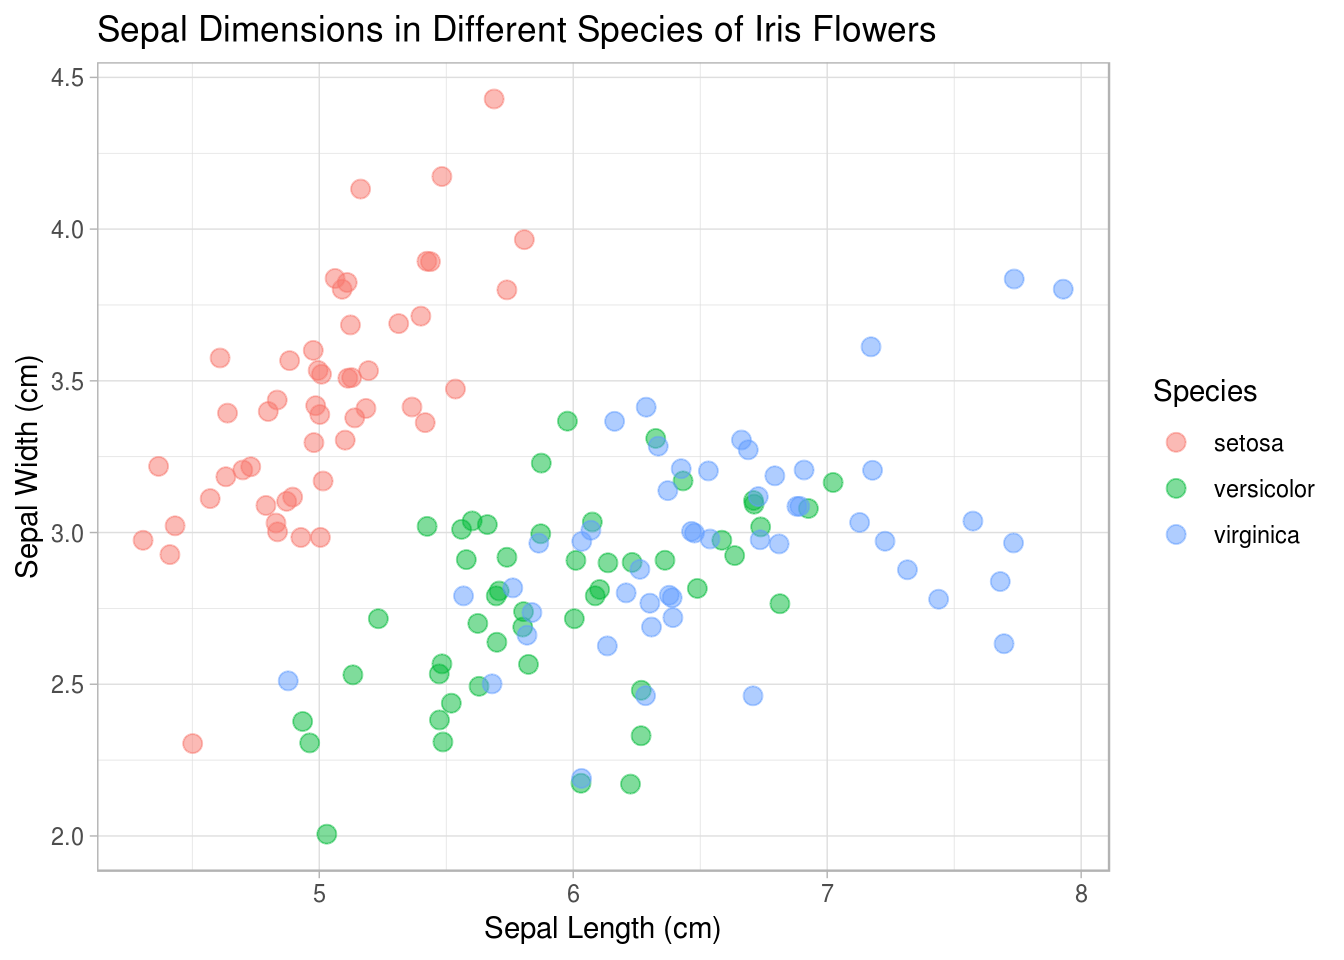 Sepal Dimensions in Different Species of Iris Flowers
4.5
4.0
3.5
3.0
2.5
2.0
Sepal Width (cm)
5 6 7 8
Sepal Length (cm)
Species
setosa
versicolor
virginica